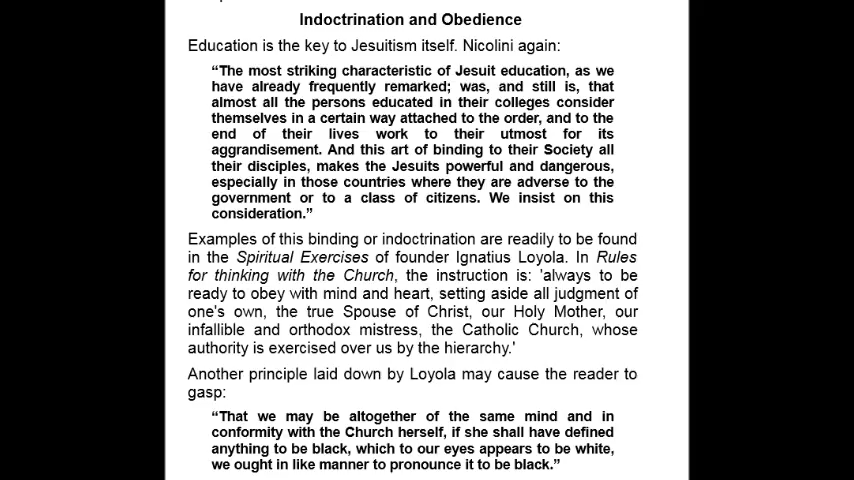 Indoctrination and Obedience
Education is the key to Jesuitism itself. Nicolini again:
“The most striking characteristic of Jesuit education, as we
have already frequently remarked; was, and still is, that
almost all the persons educated in their colleges consider
themselves in a certain way attached to the order, and to the
end of their lives work to their utmost for its
aggrandisement. And this art of binding to their Society all
their disciples, makes the Jesuits powerful and dangerous,
especially in those countries where they are adverse to the
government or to a class of citizens. We insist on this
consideration.”
Examples of this binding or indoctrination are readily to be found
in the Spiritual Exercises of founder Ignatius Loyola. In Rules
for thinking with the Church, the instruction is: 'always to be
ready to obey with mind and heart, setting aside all judgment of
one's own, the true Spouse of Christ, our Holy Mother, our
infallible and orthodox mistress, the Catholic Church, whose
authority is exercised over us by the hierarchy.'
Another principle laid down by Loyola may cause the reader to
gasp:
“That we may be altogether of the same mind and in
conformity with the Church herself, if she shall have defined
anything to be black, which to our eyes appears to be white,
we ought in like manner to pronounce it to be black.”